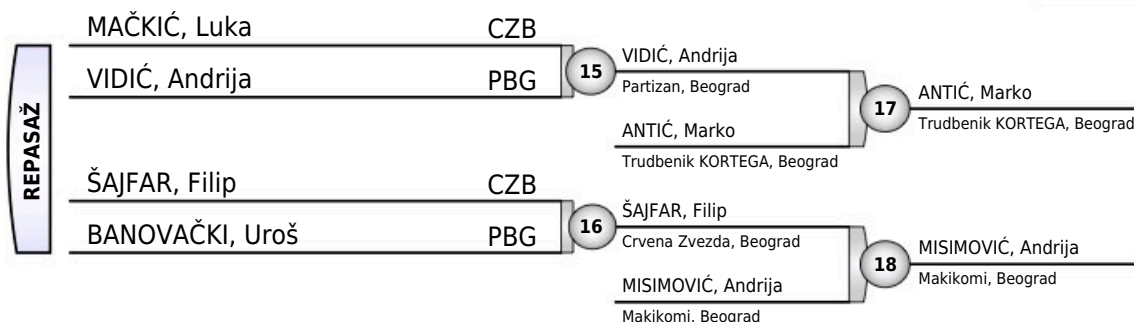 REPASAŽ
MAČKIĆ, Luka CZB
VIDIĆ, Andrija PBG
15
VIDIĆ, Andrija
Partizan, Beograd
ANTIĆ, Marko
Trudbenik KORTEGA, Beograd
17
ANTIĆ, Marko
Trudbenik KORTEGA, Beograd
ŠAJFAR, Filip CZB
BANOVAČKI, Uroš PBG
16
ŠAJFAR, Filip
Crvena Zvezda, Beograd
MISIMOVIĆ, Andrija
Makikomi, Beograd
18
MISIMOVIĆ, Andrija
Makikomi, Beograd